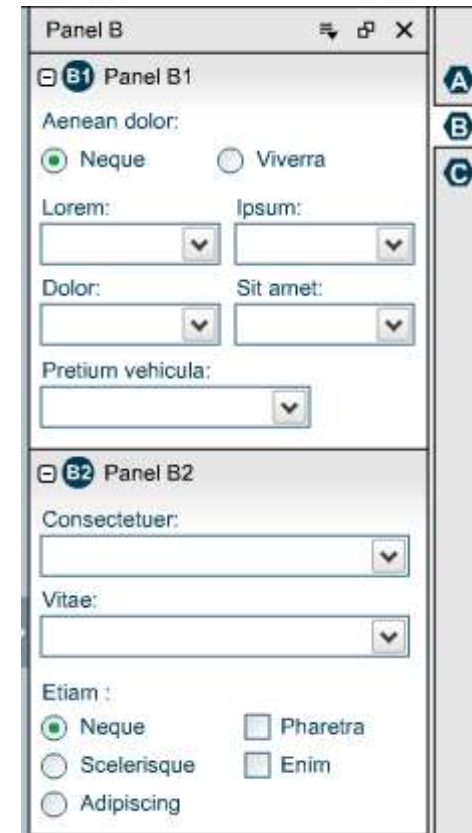 Panel B
B1 Panel B1
Aenean dolor:
Neque Viverra
Lorem: Ipsum:
Dolor: Sit amet:
Pretium vehicula:
B2 Panel B2
Consectetuer:
Vitae:
Etiam :
Neque Pharetra
Scelerisque Enim
Adipiscing
A
B
C